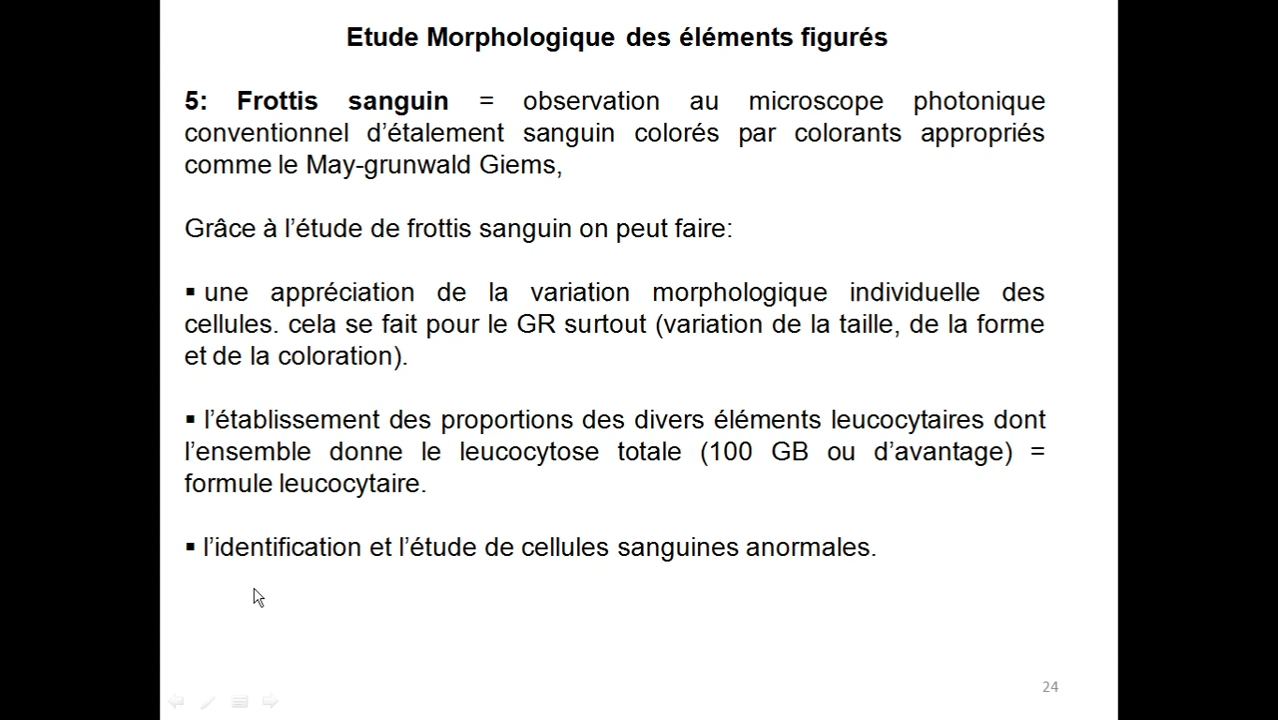 Etude Morphologique des éléments figurés
5: Frottis sanguin = observation au microscope photonique
conventionnel d’étalement sanguin colorés par colorants appropriés
comme le May-grunwald Giems,
Grâce à l’étude de frottis sanguin on peut faire:
▪ une appréciation de la variation morphologique individuelle des
cellules. cela se fait pour le GR surtout (variation de la taille, de la forme
et de la coloration).
▪ l’établissement des proportions des divers éléments leucocytaires dont
l’ensemble donne le leucocytose totale (100 GB ou d’avantage) =
formule leucocytaire.
▪ l’identification et l’étude de cellules sanguines anormales.
24